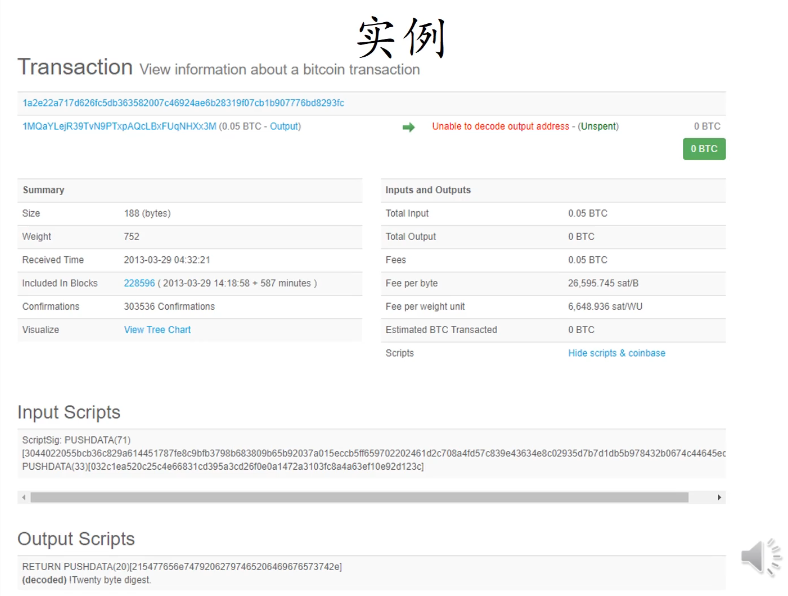 实例
Transaction View information about a bitcoin transaction
1a2e22a717d626fc5db363582007c46924ae6b28319f07cb1b907776bd8293fc
1MQaYLejR39TvN9PTxpAQcLBxFUqNHXx3M (0.05 BTC - Output) Unable to decode output address - (Unspent) 0 BTC
0 BTC
Summary
Size 188 (bytes)
Weight 752
Received Time 2013-03-29 04:32:21
Included In Blocks 228596 ( 2013-03-29 14:18:58 + 587 minutes )
Confirmations 303536 Confirmations
Visualize View Tree Chart
Inputs and Outputs
Total Input 0.05 BTC
Total Output 0 BTC
Fees 0.05 BTC
Fee per byte 26,595.745 sat/B
Fee per weight unit 6,648.936 sat/WU
Estimated BTC Transacted 0 BTC
Scripts Hide scripts & coinbase
Input Scripts
ScriptSig: PUSHDATA(71)
[3044022055bcb36c829a614451787fe8c9bfb3798b683809b65b92037a015eccb5ff659702202461d2c708a4fd57c839e43634e8c02935d7b7d1db5b978432b0674c44645ec
PUSHDATA(33)[032c1ea520c25c4e66831cd395a3cd26f0e0a1472a3103fc8a4a63ef10e92d123c]
Output Scripts
RETURN PUSHDATA(20)[215477656e74792062797465206469676573742e]
(decoded) !Twenty byte digest.